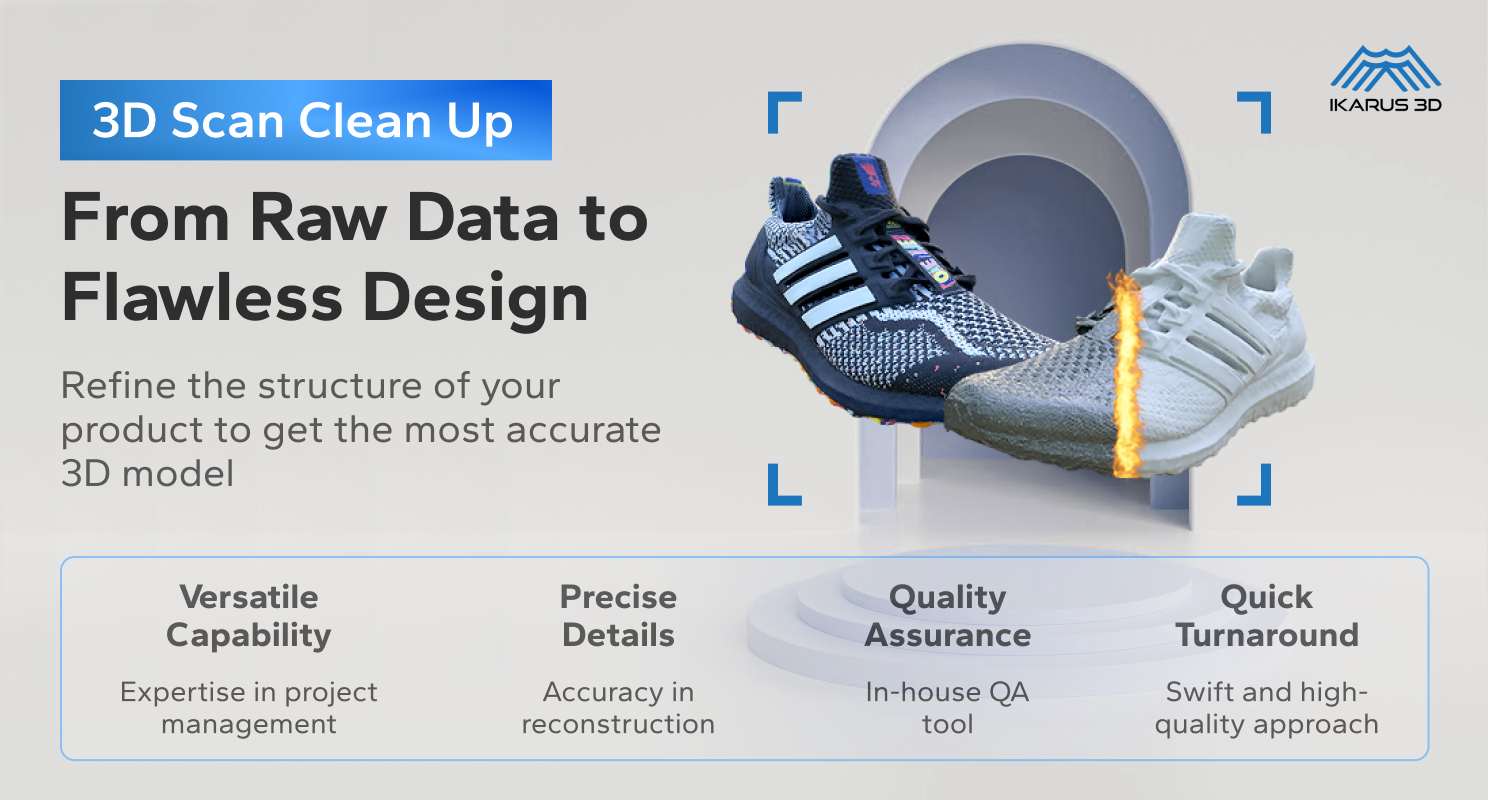 3D Scan Clean Up
From Raw Data to
Flawless Design
Refine the structure of your
product to get the most accurate
3D model
IKARUS 3D
Versatile
Capability
Expertise in project
management
Precise
Details
Accuracy in
reconstruction
Quality
Assurance
In-house QA
tool
Quick
Turnaround
Swift and high-
quality approach